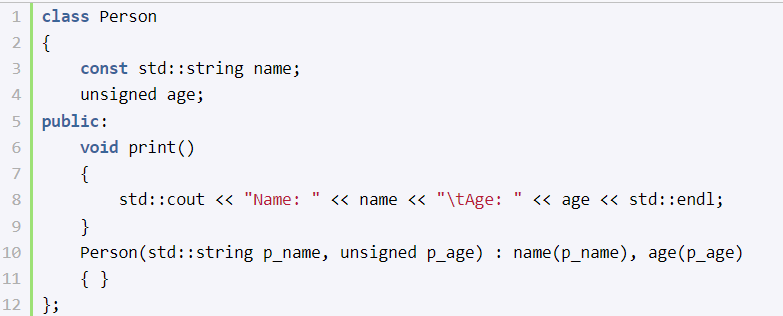 1 class Person
2 {
3     const std::string name;
4     unsigned age;
5 public:
6     void print()
7     {
8         std::cout << "Name: " << name << "\tAge: " << age << std::endl;
9     }
10     Person(std::string p_name, unsigned p_age) : name(p_name), age(p_age)
11     { }
12 };